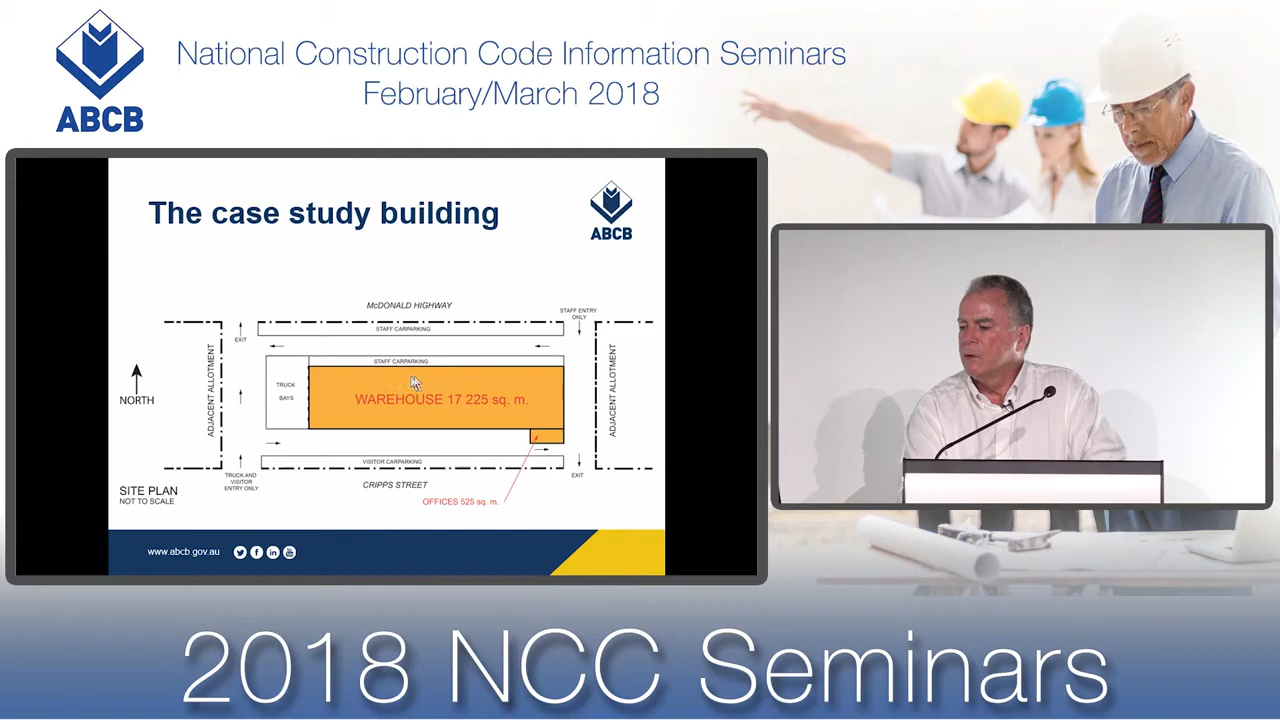 ABCB
National Construction Code Information Seminars
February/March 2018
The case study building
ABCB
McDONALD HIGHWAY
STAFF ENTRY
ONLY
EXIT
STAFF CARPARKING
STAFF CARPARKING
TRUCK
BAYS
WAREHOUSE 17 225 sq. m.
NORTH
ADJACENT ALLOTMENT
ADJACENT ALLOTMENT
VISITOR CARPARKING
TRUCK AND
VISITOR
ENTRY ONLY
EXIT
CRIPPS STREET
SITE PLAN
NOT TO SCALE
OFFICES 525 sq. m.
www.abcb.gov.au
2018 NCC Seminars